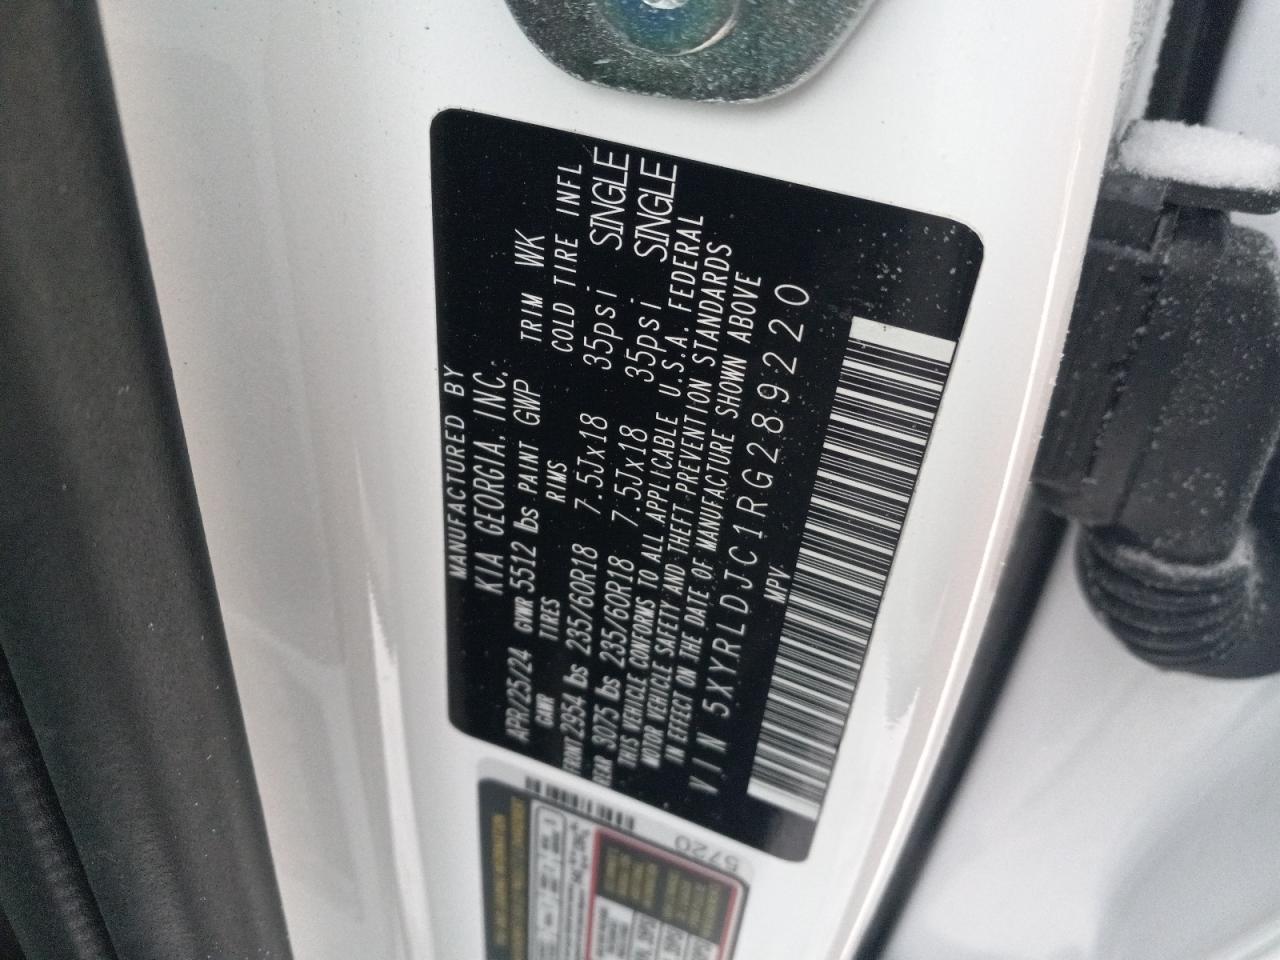 MANUFACTURED BY
KIA GEORGIA, INC.
APR/25/24 GVWR 5512 lbs PAINT GWP TRIM WK
GAWR TIRES RIMS COLD TIRE INFL
FRONT 2954 lbs 235/60R18 7.5Jx18 35psi SINGLE
REAR 3075 lbs 235/60R18 7.5Jx18 35psi SINGLE
THIS VEHICLE CONFORMS TO ALL APPLICABLE U.S.A. FEDERAL
MOTOR VEHICLE SAFETY AND THEFT PREVENTION STANDARDS
IN EFFECT ON THE DATE OF MANUFACTURE SHOWN ABOVE
VIN 5XYRLDJC1RG289220
MPV
5720